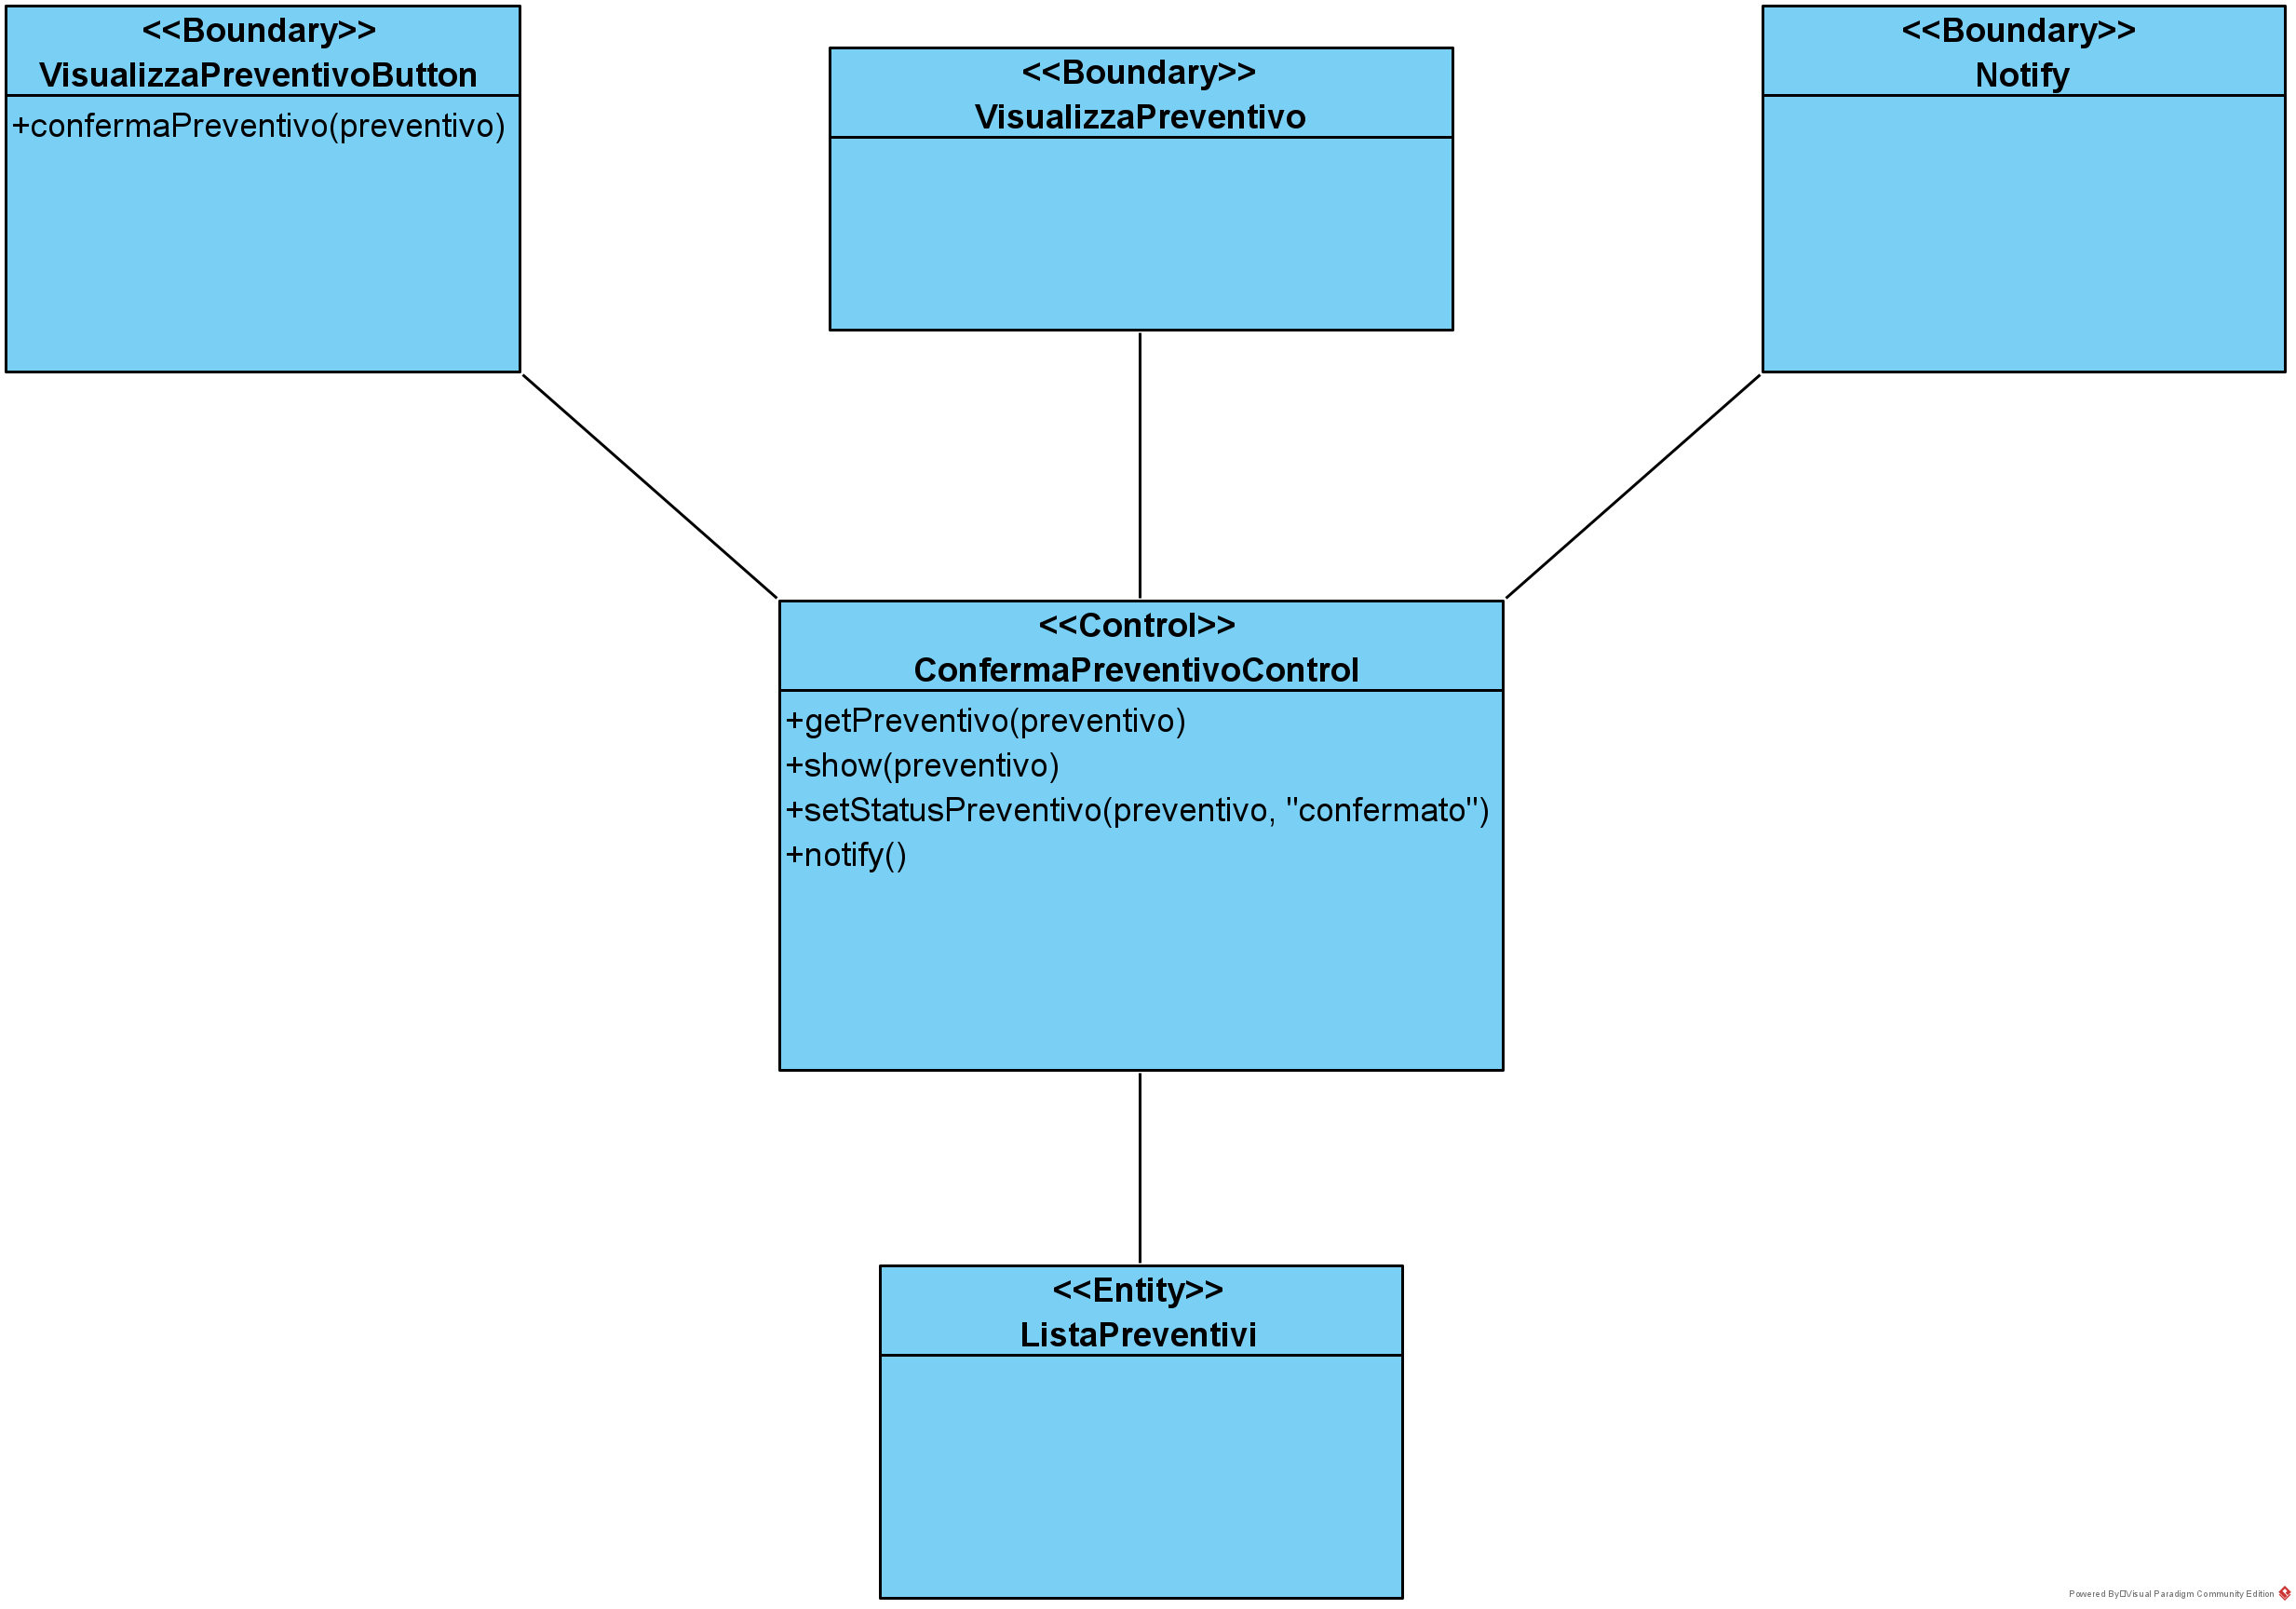 <<Boundary>>
VisualizzaPreventivoButton
+confermaPreventivo(preventivo)
<<Boundary>>
VisualizzaPreventivo
<<Boundary>>
Notify
<<Control>>
ConfermaPreventivoControl
+getPreventivo(preventivo)
+show(preventivo)
+setStatusPreventivo(preventivo, "confermato")
+notify()
<<Entity>>
ListaPreventivi
Powered By□Visual Paradigm Community Edition